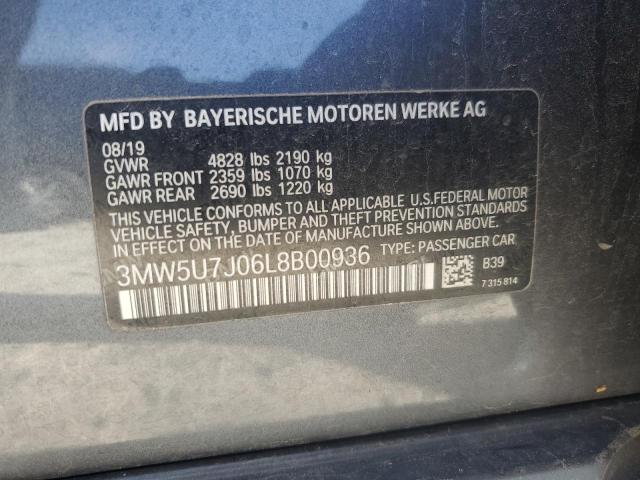 MFD BY BAYERISCHE MOTOREN WERKE AG
08/19
GVWR 4828 lbs 2190 kg
GAWR FRONT 2359 lbs 1070 kg
GAWR REAR 2690 lbs 1220 kg
THIS VEHICLE CONFORMS TO ALL APPLICABLE U.S.FEDERAL MOTOR
VEHICLE SAFETY, BUMPER AND THEFT PREVENTION STANDARDS
IN EFFECT ON THE DATE OF MANUFACTURE SHOWN ABOVE.
3MW5U7J06L8B00936 TYPE: PASSENGER CAR
B39
7 315 814